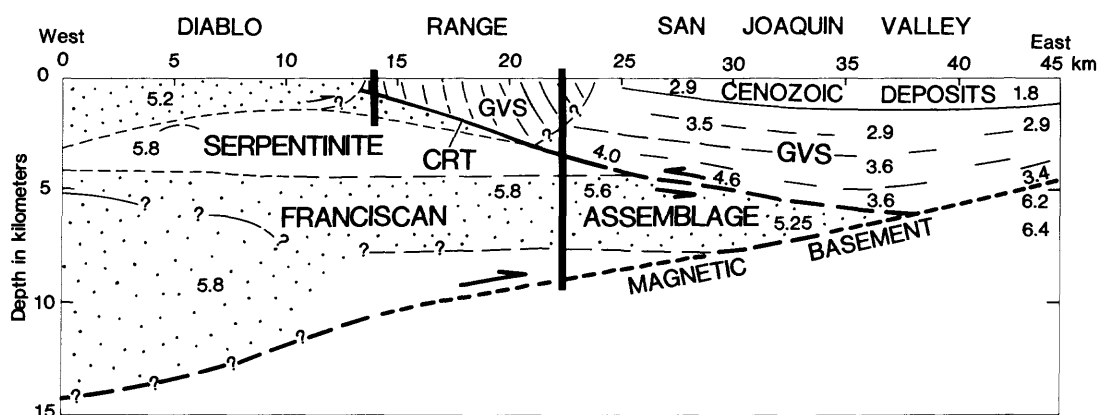 DIABLO RANGE SAN JOAQUIN VALLEY
West East
0 5 10 15 20 25 30 35 40 45 km
0
5
10
15
Depth in kilometers
5.2 ? GVS ? 2.9 CENOZOIC DEPOSITS 1.8
5.8 SERPENTINITE ? 3.5 2.9 2.9
CRT 4.0 GVS
3.6
5.8 5.6 4.6 3.6 3.4
? ? FRANCISCAN ASSEMBLAGE 5.25 6.2
? ? ? BASEMENT 6.4
5.8 MAGNETIC
?
?
? ?